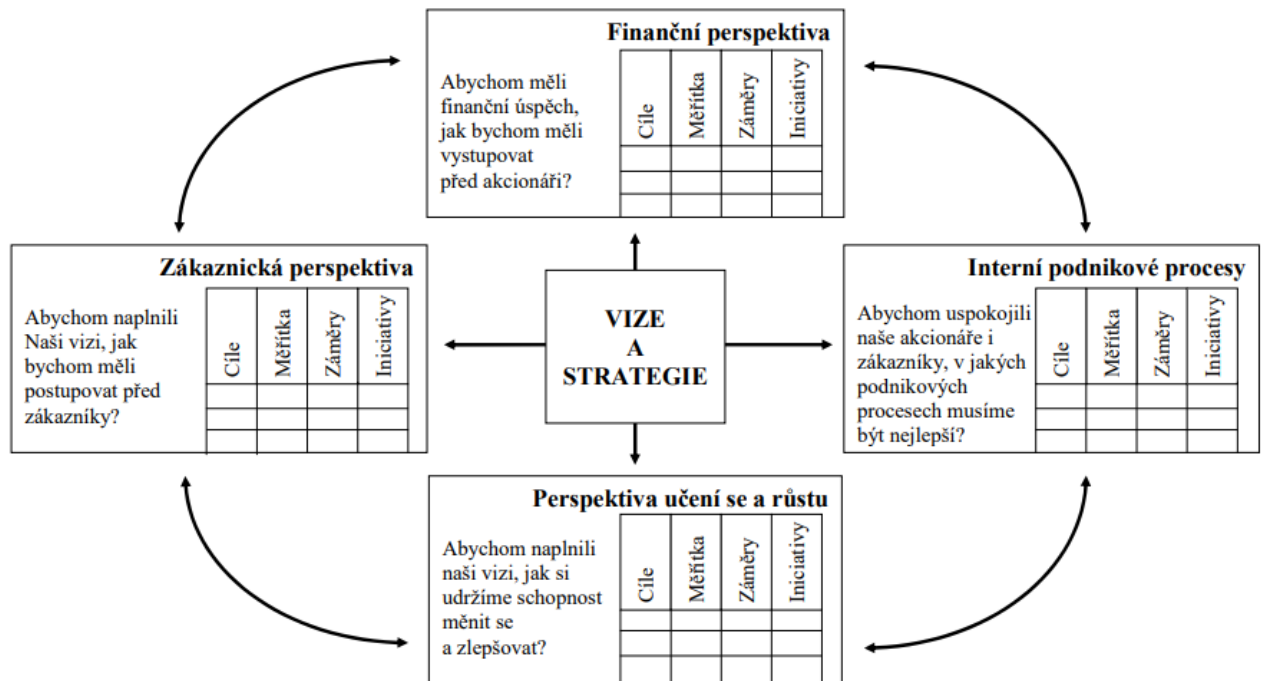 Finanční perspektiva
Abychom měli
finanční úspěch,
jak bychom měli
vystupovat
před akcionáři?
Cíle
Měřítka
Záměry
Iniciativy
Zákaznická perspektiva
Abychom naplnili
Naši vizi, jak
bychom měli
postupovat před
zákazníky?
Cíle
Měřítka
Záměry
Iniciativy
VIZE
A
STRATEGIE
Interní podnikové procesy
Abychom uspokojili
naše akcionáře i
zákazníky, v jakých
podnikových
procesech musíme
být nejlepší?
Cíle
Měřítka
Záměry
Iniciativy
Perspektiva učení se a růstu
Abychom naplnili
naši vizi, jak si
udržíme schopnost
měnit se
a zlepšovat?
Cíle
Měřítka
Záměry
Iniciativy